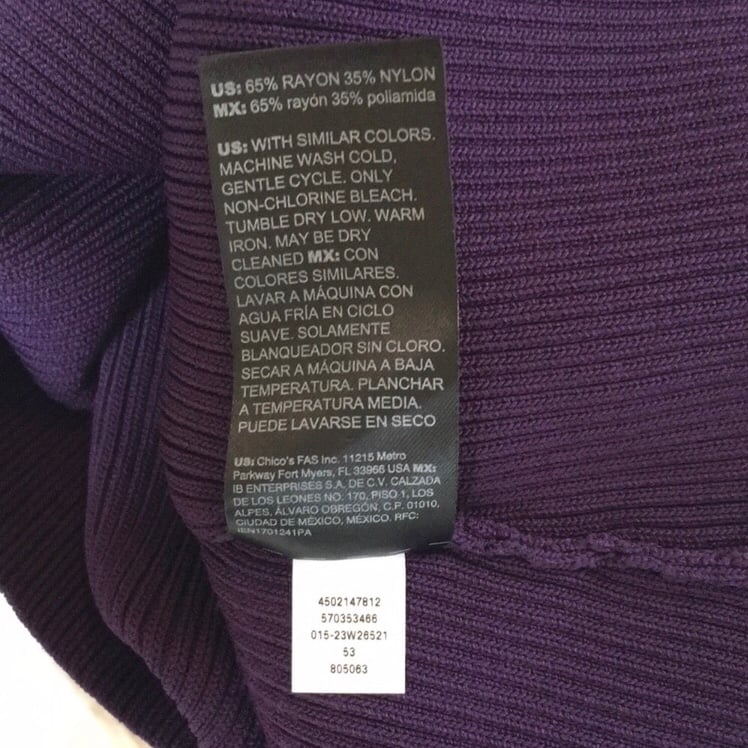 US: 65% RAYON 35% NYLON
MX: 65% rayón 35% poliamida
US: WITH SIMILAR COLORS.
MACHINE WASH COLD,
GENTLE CYCLE. ONLY
NON-CHLORINE BLEACH.
TUMBLE DRY LOW. WARM
IRON. MAY BE DRY
CLEANED MX: CON
COLORES SIMILARES.
LAVAR A MÁQUINA CON
AGUA FRÍA EN CICLO
SUAVE. SOLAMENTE
BLANQUEADOR SIN CLORO.
SECAR A MÁQUINA A BAJA
TEMPERATURA. PLANCHAR
A TEMPERATURA MEDIA.
PUEDE LAVARSE EN SECO
US: Chico's FAS Inc. 11215 Metro
Parkway Fort Myers, FL 33966 USA MX:
IB ENTERPRISES S.A. DE C.V. CALZADA
DE LOS LEONES NO. 170, PISO 1, LOS
ALPES, ÁLVARO OBREGÓN, C.P. 01010,
CIUDAD DE MÉXICO, MÉXICO. RFC:
IEN1701241PA
4502147812
570353466
015-23W26521
53
805063